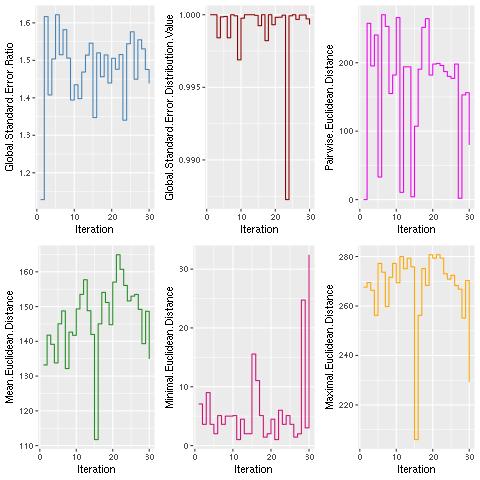 Global.Standard.Error.Ratio
1.6
1.5
1.4
1.3
1.2
0 10 20 30
Iteration
Global.Standard.Error.Distribution.Value
1.000
0.995
0.990
0 10 20 30
Iteration
Pairwise.Euclidean.Distance
200
100
0
0 10 20 30
Iteration
Mean.Euclidean.Distance
160
150
140
130
120
110
0 10 20 30
Iteration
Minimal.Euclidean.Distance
30
20
10
0
0 10 20 30
Iteration
Maximal.Euclidean.Distance
280
260
240
220
0 10 20 30
Iteration